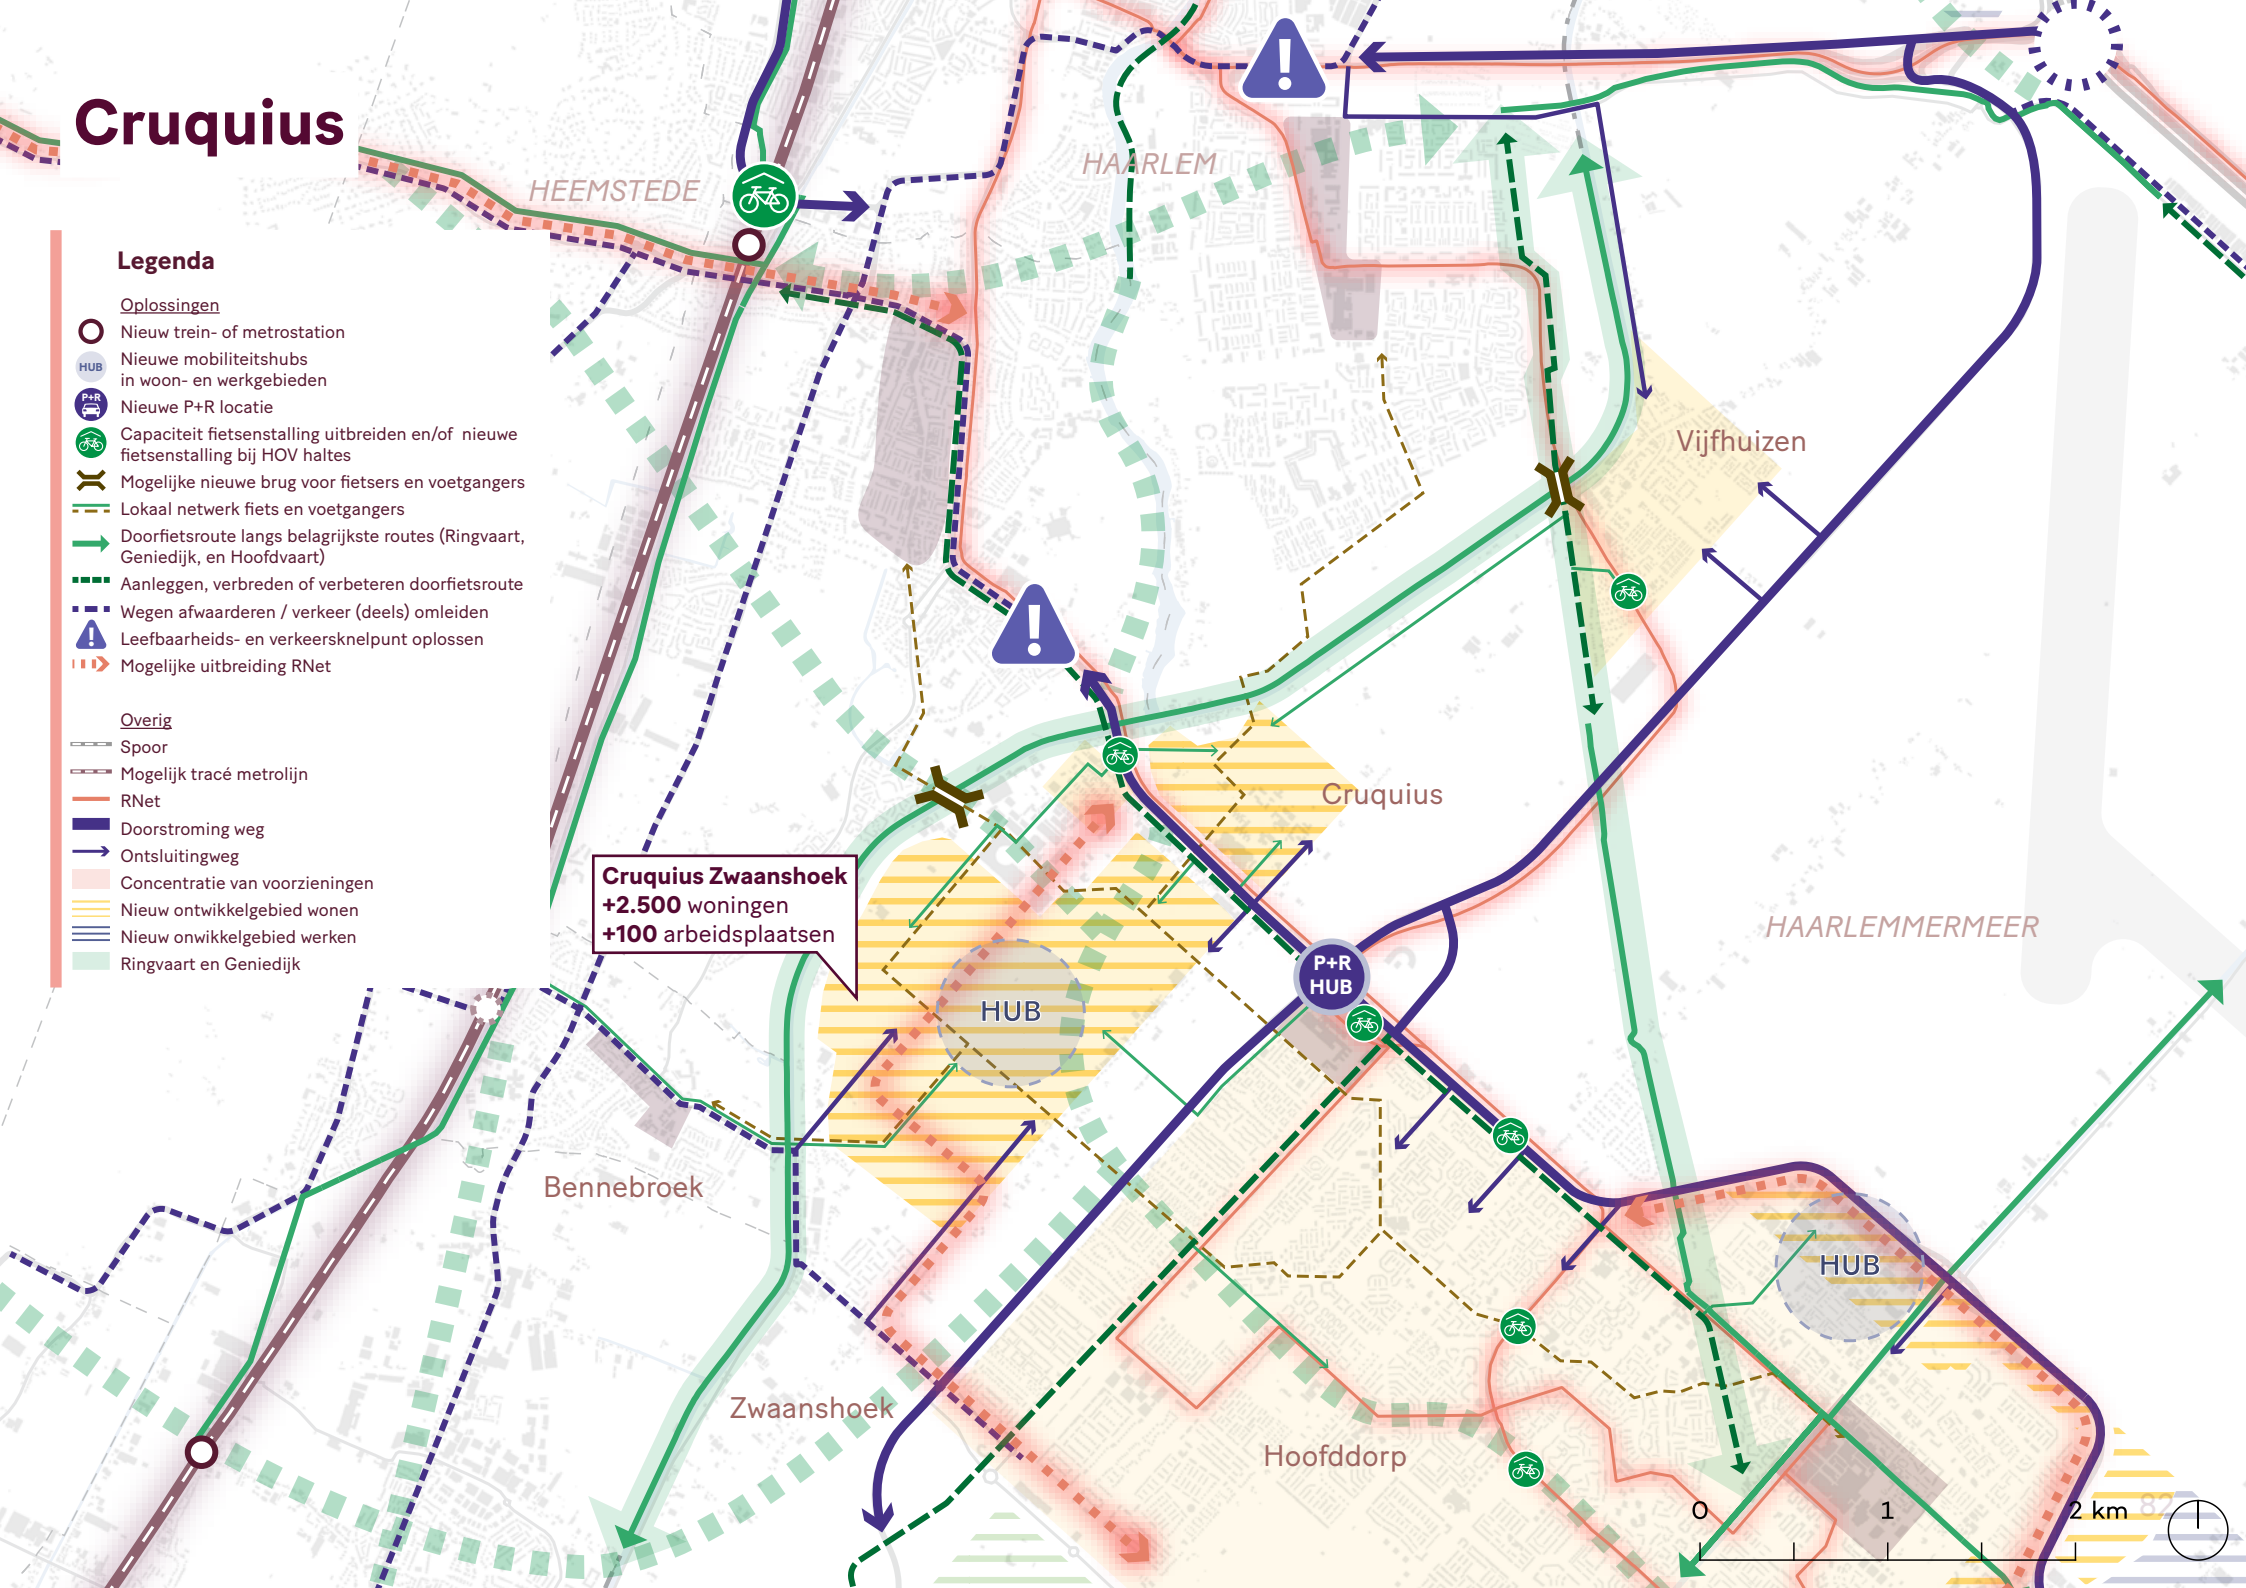 Cruquius
HEEMSTEDE
HAARLEM
Legenda
Oplossingen
Nieuw trein- of metrostation
HUB
Nieuwe mobiliteitshubs
in woon- en werkgebieden
P+R
Nieuwe P+R locatie
Capaciteit fietsenstalling uitbreiden en/of nieuwe
fietsenstalling bij HOV haltes
Mogelijke nieuwe brug voor fietsers en voetgangers
Lokaal netwerk fiets en voetgangers
Doorfietsroute langs belagrijkste routes (Ringvaart,
Geniedijk, en Hoofdvaart)
Aanleggen, verbreden of verbeteren doorfietsroute
Wegen afwaarderen / verkeer (deels) omleiden
Leefbaarheids- en verkeersknelpunt oplossen
Mogelijke uitbreiding RNet
Overig
Spoor
Mogelijk tracé metrolijn
RNet
Doorstroming weg
Ontsluitingweg
Concentratie van voorzieningen
Nieuw ontwikkelgebied wonen
Nieuw onwikkelgebied werken
Ringvaart en Geniedijk
Vijfhuizen
Cruquius
Cruquius Zwaanshoek
+2.500 woningen
+100 arbeidsplaatsen
HAARLEMMERMEER
P+R
HUB
HUB
Bennebroek
HUB
Zwaanshoek
Hoofddorp
0 1 2 km
82